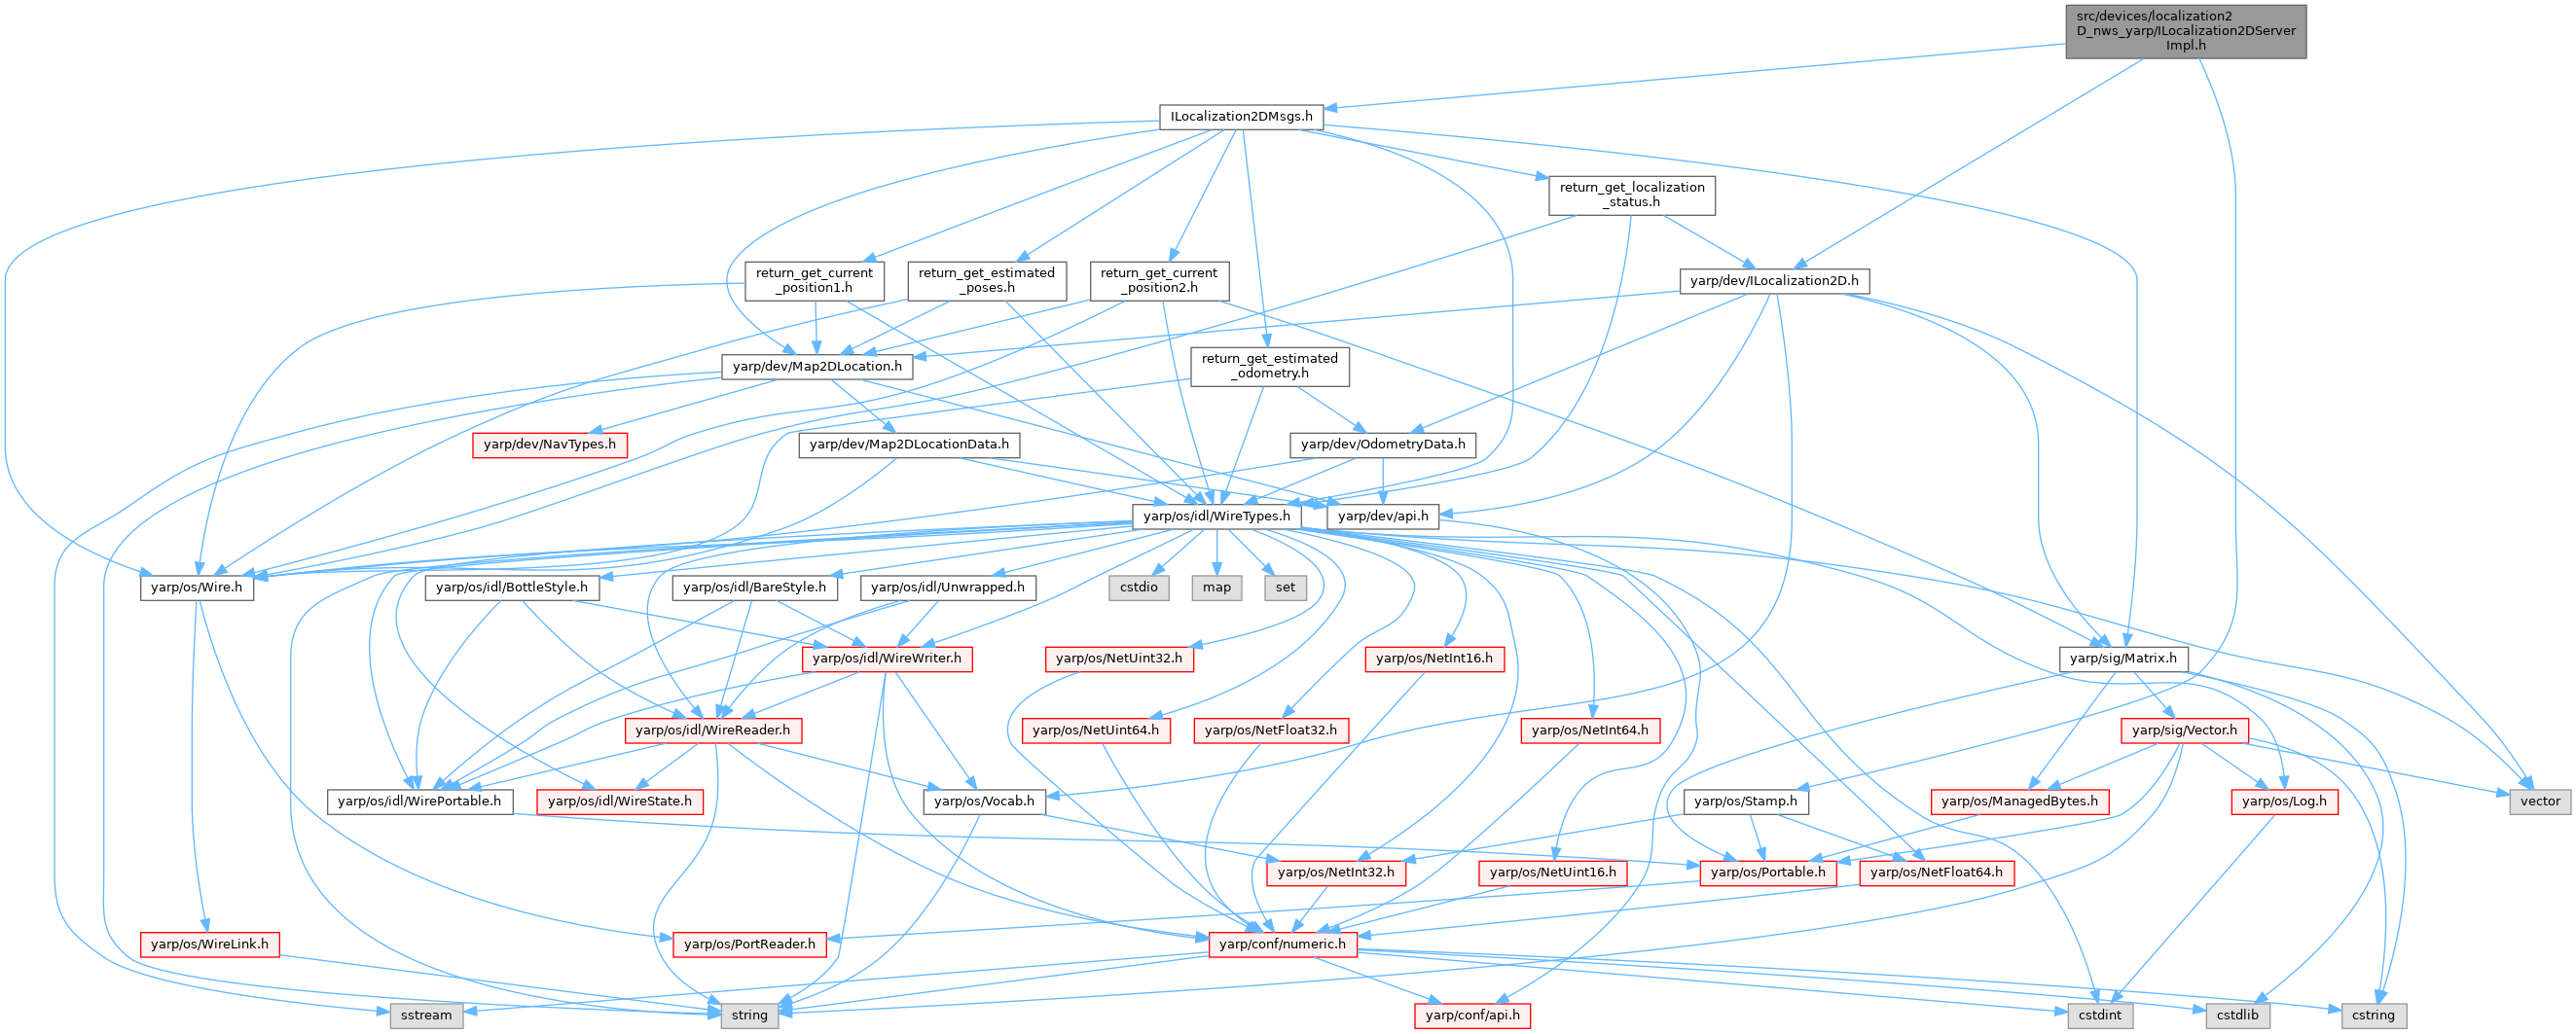 src/devices/localization2
D_nws_yarp/ILocalization2DServer
Impl.h
ILocalization2DMsgs.h
return_get_localization
_status.h
return_get_current
_position1.h
return_get_estimated
_poses.h
return_get_current
_position2.h
yarp/dev/ILocalization2D.h
yarp/dev/Map2DLocation.h
return_get_estimated
_odometry.h
yarp/dev/NavTypes.h
yarp/dev/Map2DLocationData.h
yarp/dev/OdometryData.h
yarp/os/idl/WireTypes.h
yarp/dev/api.h
yarp/os/Wire.h
yarp/os/idl/BottleStyle.h
yarp/os/idl/BareStyle.h
yarp/os/idl/Unwrapped.h
cstdio
map
set
yarp/os/idl/WireWriter.h
yarp/os/NetUint32.h
yarp/os/NetInt16.h
yarp/sig/Matrix.h
yarp/os/idl/WireReader.h
yarp/os/NetUint64.h
yarp/os/NetFloat32.h
yarp/os/NetInt64.h
yarp/sig/Vector.h
yarp/os/idl/WirePortable.h
yarp/os/idl/WireState.h
yarp/os/Vocab.h
yarp/os/Stamp.h
yarp/os/ManagedBytes.h
yarp/os/Log.h
vector
yarp/os/NetInt32.h
yarp/os/NetUint16.h
yarp/os/Portable.h
yarp/os/NetFloat64.h
yarp/os/WireLink.h
yarp/os/PortReader.h
yarp/conf/numeric.h
sstream
string
yarp/conf/api.h
cstdint
cstdlib
cstring